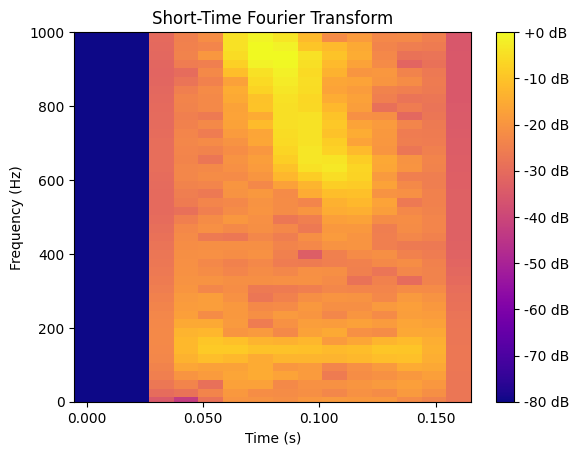 Short-Time Fourier Transform
Frequency (Hz)
1000
800
600
400
200
0
0.000
0.050
0.100
0.150
Time (s)
+0 dB
-10 dB
-20 dB
-30 dB
-40 dB
-50 dB
-60 dB
-70 dB
-80 dB